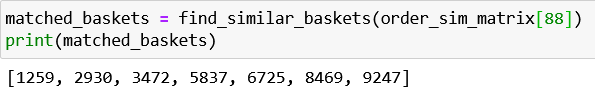 matched_baskets = find_similar_baskets(order_sim_matrix[88])
print(matched_baskets)
[1259, 2930, 3472, 5837, 6725, 8469, 9247]